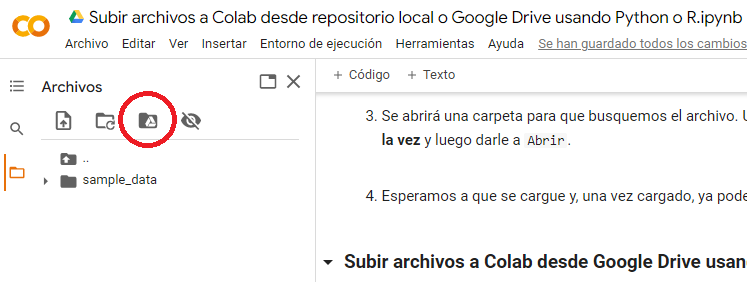 Subir archivos a Colab desde repositorio local o Google Drive usando Python o R.ipynb
Archivo Editar Ver Insertar Entorno de ejecución Herramientas Ayuda Se han guardado todos los cambios
Archivos
+ Código + Texto
3. Se abrirá una carpeta para que busquemos el archivo.
la vez y luego darle a Abrir.
..
sample_data
4. Esperamos a que se cargue y, una vez cargado, ya
Subir archivos a Colab desde Google Drive